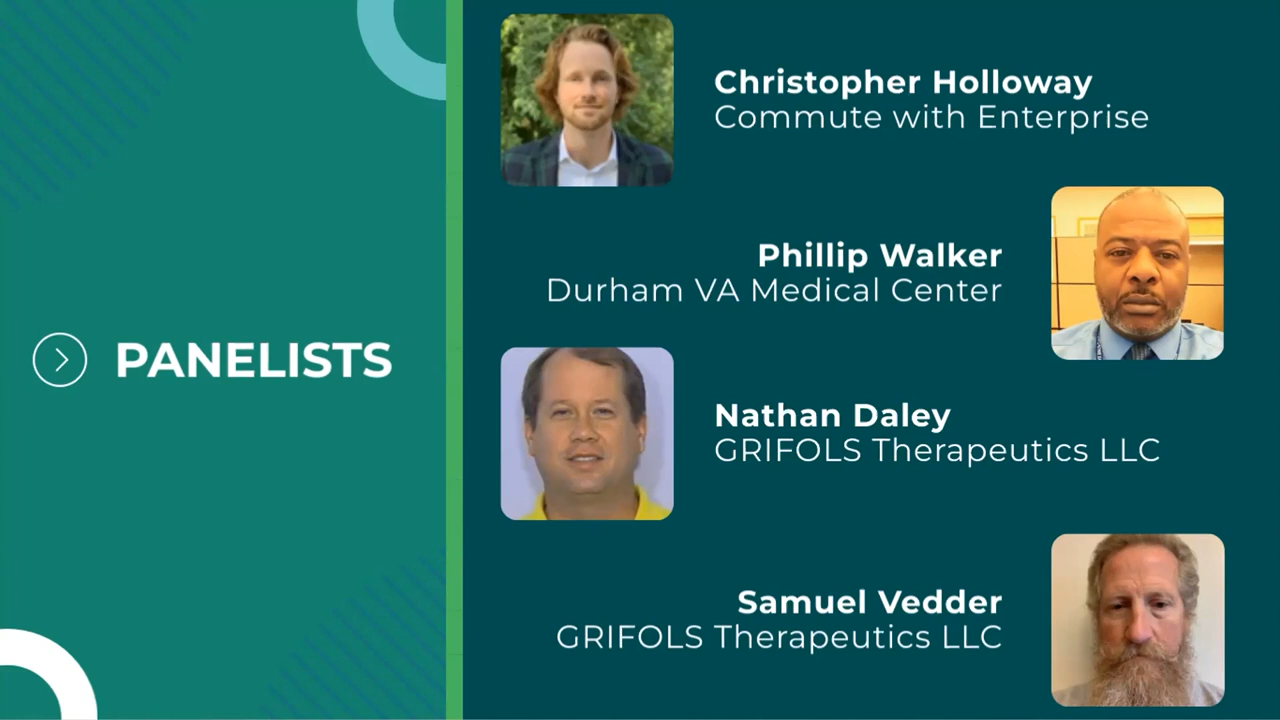 PANELISTS
Christopher Holloway
Commute with Enterprise
Phillip Walker
Durham VA Medical Center
Nathan Daley
GRIFOLS Therapeutics LLC
Samuel Vedder
GRIFOLS Therapeutics LLC